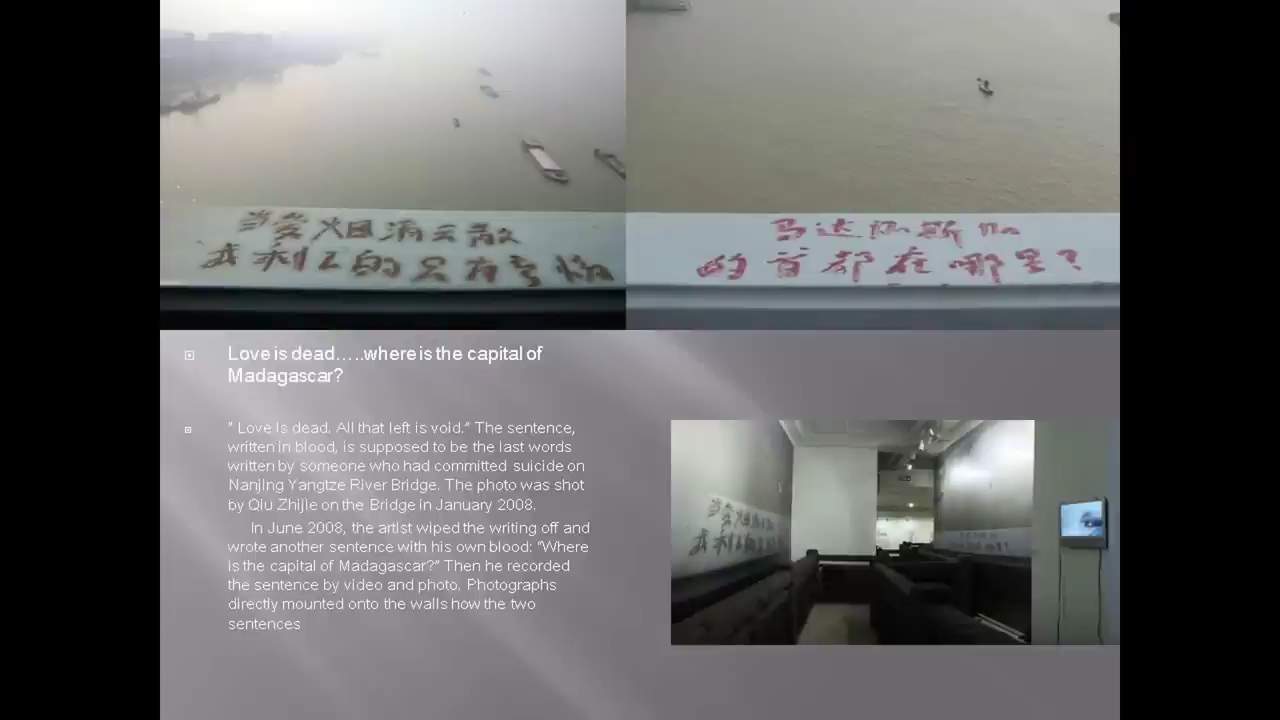 当爱烟消云散
我 的只有
马达加斯加
的首都在哪里?
Love is dead…..where is the capital of
Madagascar?
" Love is dead. All that left is void." The sentence,
written in blood, is supposed to be the last words
written by someone who had committed suicide on
Nanjing Yangtze River Bridge. The photo was shot
by Qiu Zhijie on the Bridge in January 2008.
In June 2008, the artist wiped the writing off and
wrote another sentence with his own blood: "Where
is the capital of Madagascar?" Then he recorded
the sentence by video and photo. Photographs
directly mounted onto the walls how the two
sentences